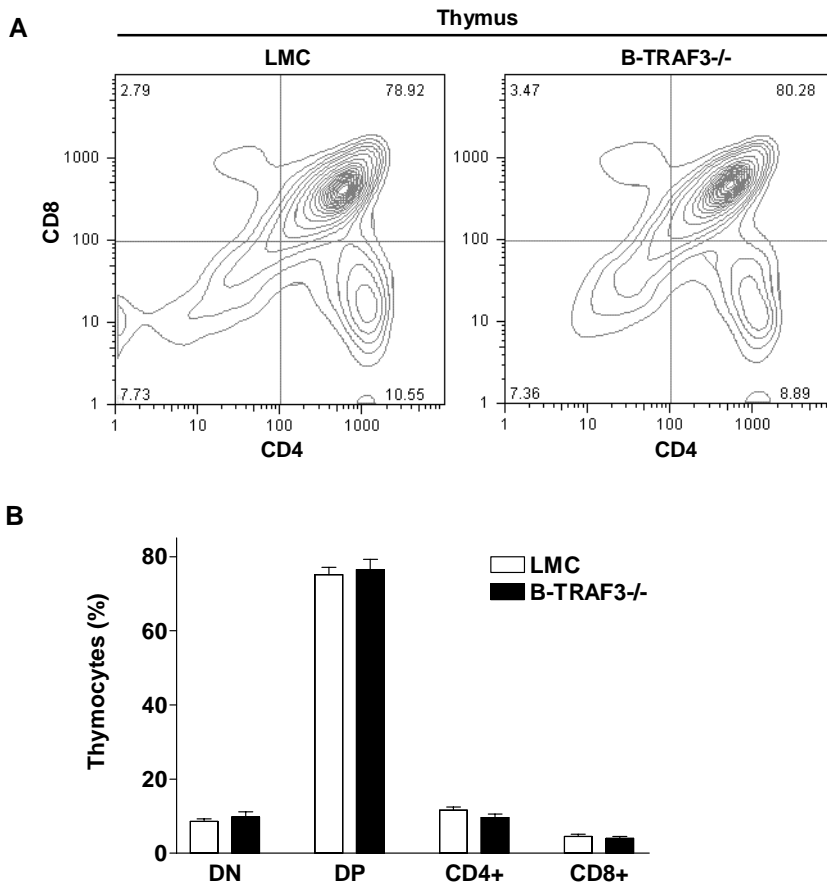 A
Thymus
LMC
B-TRAF3-/-
2.79
78.92
3.47
80.28
1000
100
10
1
CD8
7.73
10.55
7.36
8.89
1
10
100
1000
CD4
1000
100
10
1
1
10
100
1000
CD4
B
80
60
40
20
0
Thymocytes (%)
LMC
B-TRAF3-/-
DN
DP
CD4+
CD8+